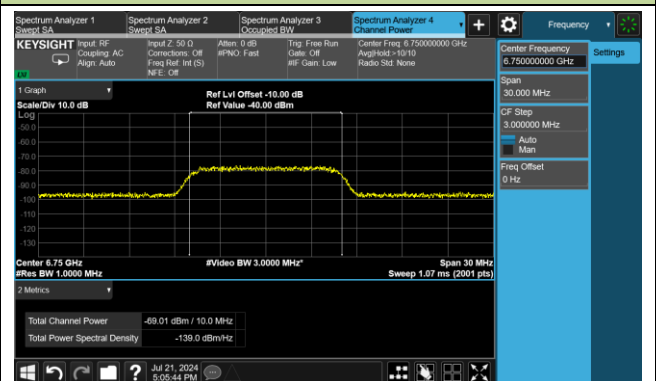 Spectrum Analyzer 1
Swept SA
Spectrum Analyzer 2
Swept SA
Spectrum Analyzer 3
Occupied BW
Spectrum Analyzer 4
Channel Power
Frequency
KEYSIGHT
Input: RF
Coupling: AC
Align: Auto
Input Z: 50 Ω
Corrections: Off
Freq Ref: Int (S)
NFE: Off
Atten: 0 dB
#PNO: Fast
Trig: Free Run
Gate: Off
#IF Gain: Low
Center Freq: 6.750000000 GHz
Avg|Hold:>10/10
Radio Std: None
1 Graph
Scale/Div 10.0 dB
Ref Lvl Offset -10.00 dB
Ref Value -40.00 dBm
Log
-50.0
-60.0
-70.0
-80.0
-90.0
-100
-110
-120
-130
Center 6.75 GHz
#Res BW 1.0000 MHz
#Video BW 3.0000 MHz*
Span 30 MHz
Sweep 1.07 ms (2001 pts)
2 Metrics
Total Channel Power -69.01 dBm / 10.0 MHz
Total Power Spectral Density -139.0 dBm/Hz
Jul 21, 2024
5:05:44 PM
Center Frequency
6.750000000 GHz
Settings
Span
30.000 MHz
CF Step
3.000000 MHz
Auto
Man
Freq Offset
0 Hz